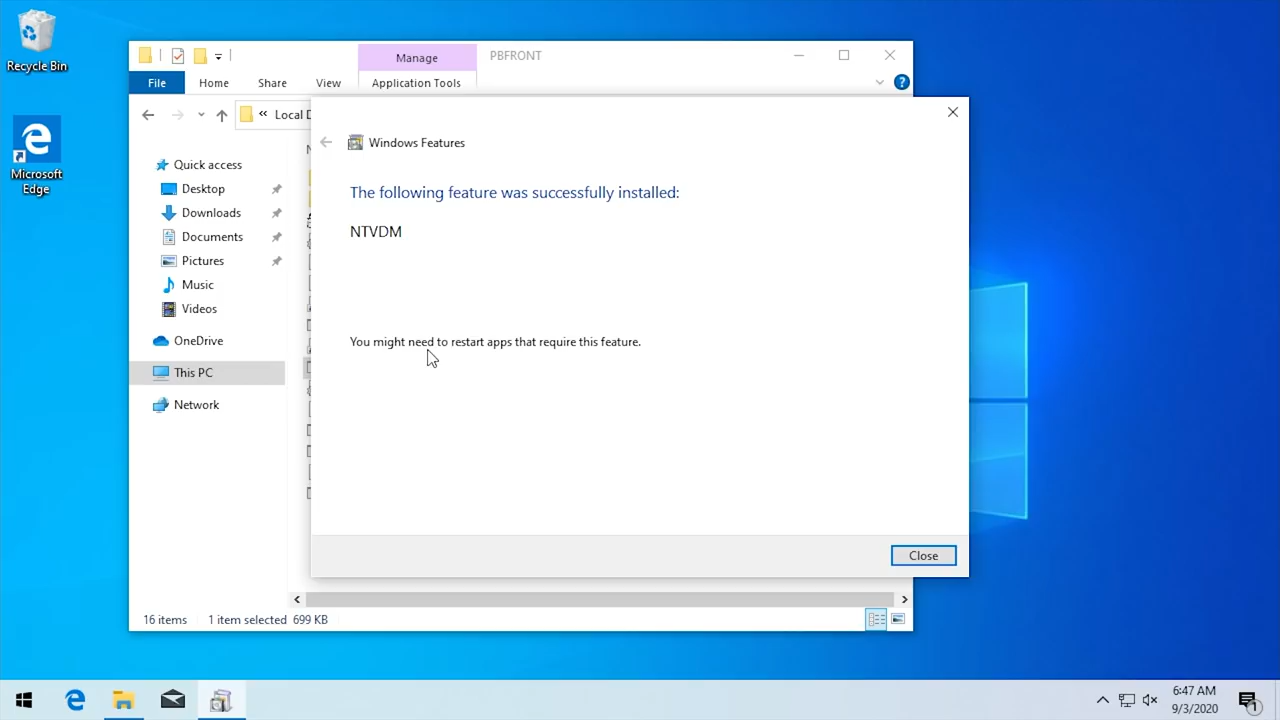 Recycle Bin
Microsoft
Edge
Manage
PBFRONT
File
Home
Share
View
Application Tools
«
Local
Windows Features
Quick access
Desktop
Downloads
Documents
Pictures
Music
Videos
OneDrive
This PC
Network
The following feature was successfully installed:
NTVDM
You might need to restart apps that require this feature.
Close
16 items
1 item selected 699 KB
6:47 AM
9/3/2020
1